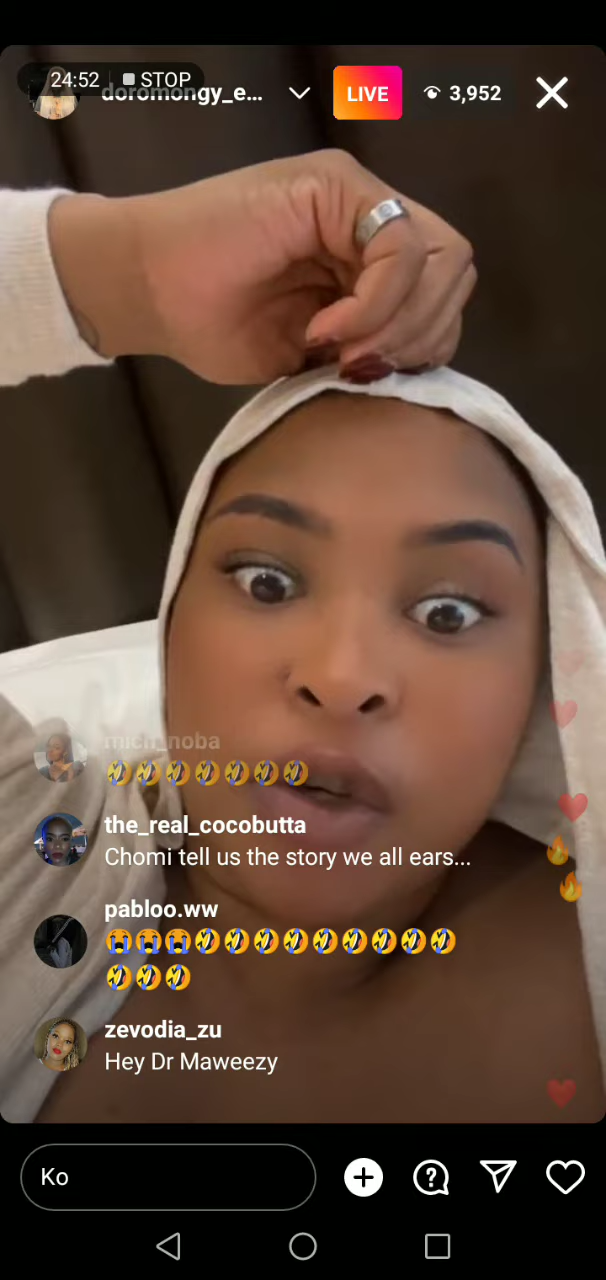 24:52 STOP
doromongy_e...
LIVE
3,952
mich_noba
🤣🤣🤣🤣🤣🤣🤣
the_real_cocobutta
Chomi tell us the story we all ears...
pabloo.ww
😭😭😭🤣🤣🤣🤣🤣🤣🤣🤣🤣
🤣🤣🤣
zevodia_zu
Hey Dr Maweezy
Ko